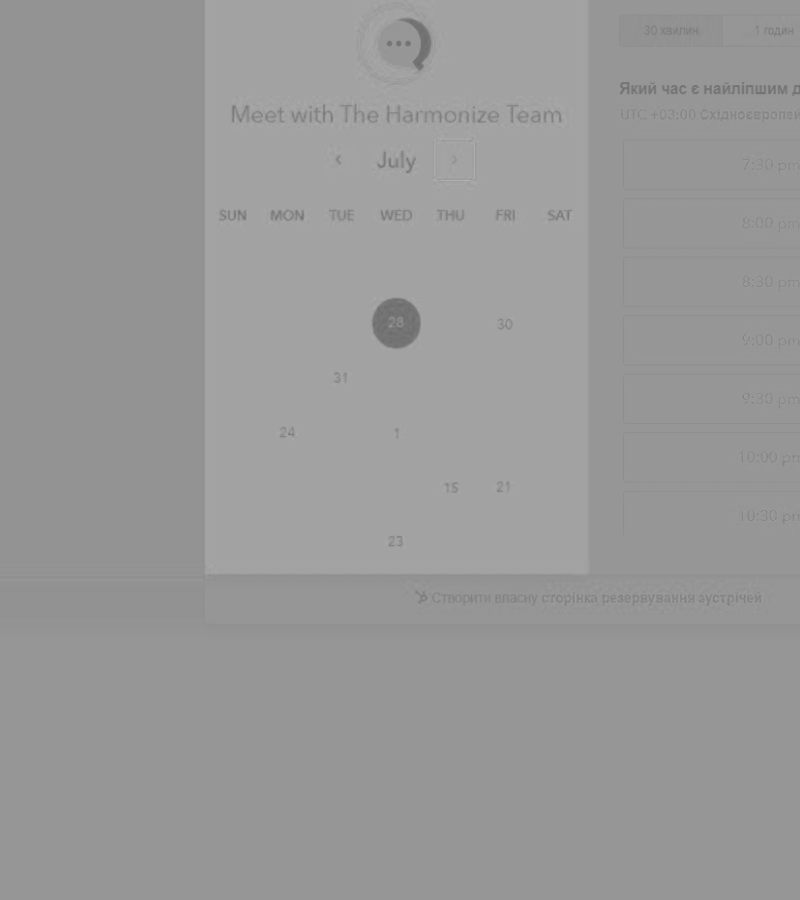 Meet with The Harmonize Team
July
SUN MON TUE WED THU FRI SAT
28 30
31
24 1
15 21
23
30 хвилин 1 годин
Який час є найліпшим д
UTC +03:00 Східноєвропей
7:30 pm
8:00 pm
8:30 pm
9:00 pm
9:30 pm
10:00 pm
10:30 pm
Створити власну сторінка резервування зустрічей